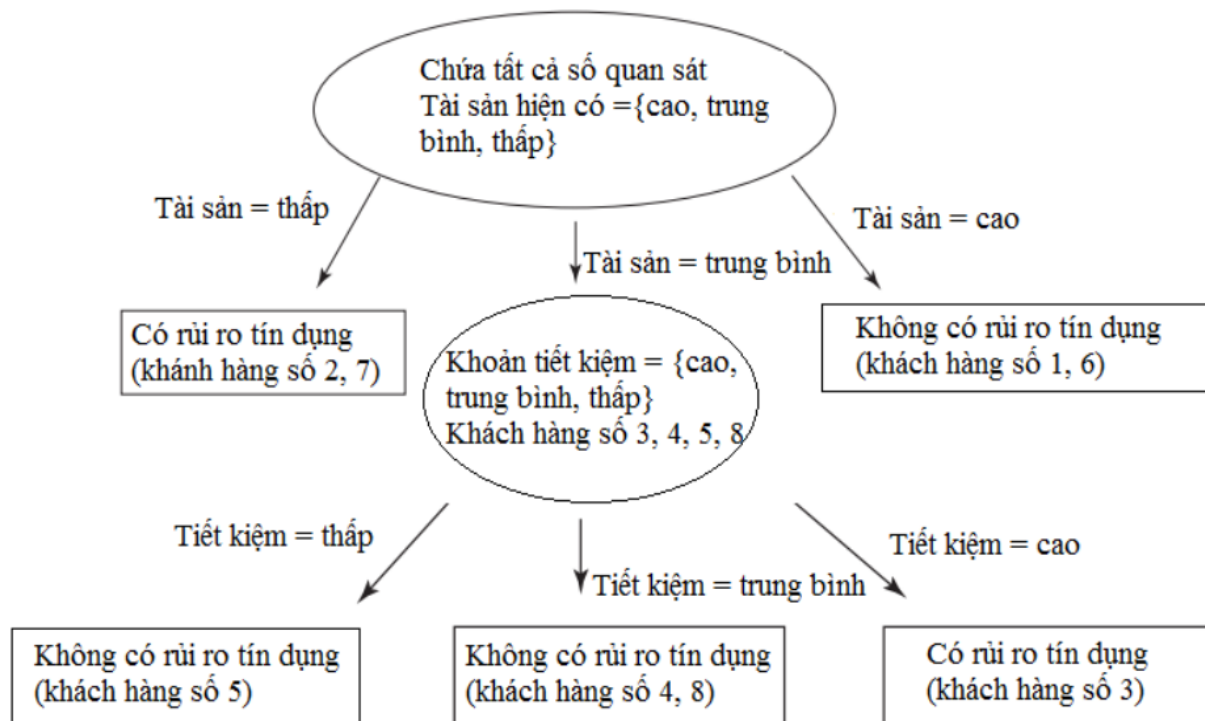 Chứa tất cả số quan sát
Tài sản hiện có ={cao, trung
bình, thấp}
Tài sản = thấp
Tài sản = cao
Tài sản = trung bình
Có rủi ro tín dụng
(khánh hàng số 2, 7)
Khoản tiết kiệm = {cao,
trung bình, thấp}
Khách hàng số 3, 4, 5, 8
Không có rủi ro tín dụng
(khách hàng số 1, 6)
Tiết kiệm = thấp
Tiết kiệm = cao
Tiết kiệm = trung bình
Không có rủi ro tín dụng
(khách hàng số 5)
Không có rủi ro tín dụng
(khách hàng số 4, 8)
Có rủi ro tín dụng
(khách hàng số 3)